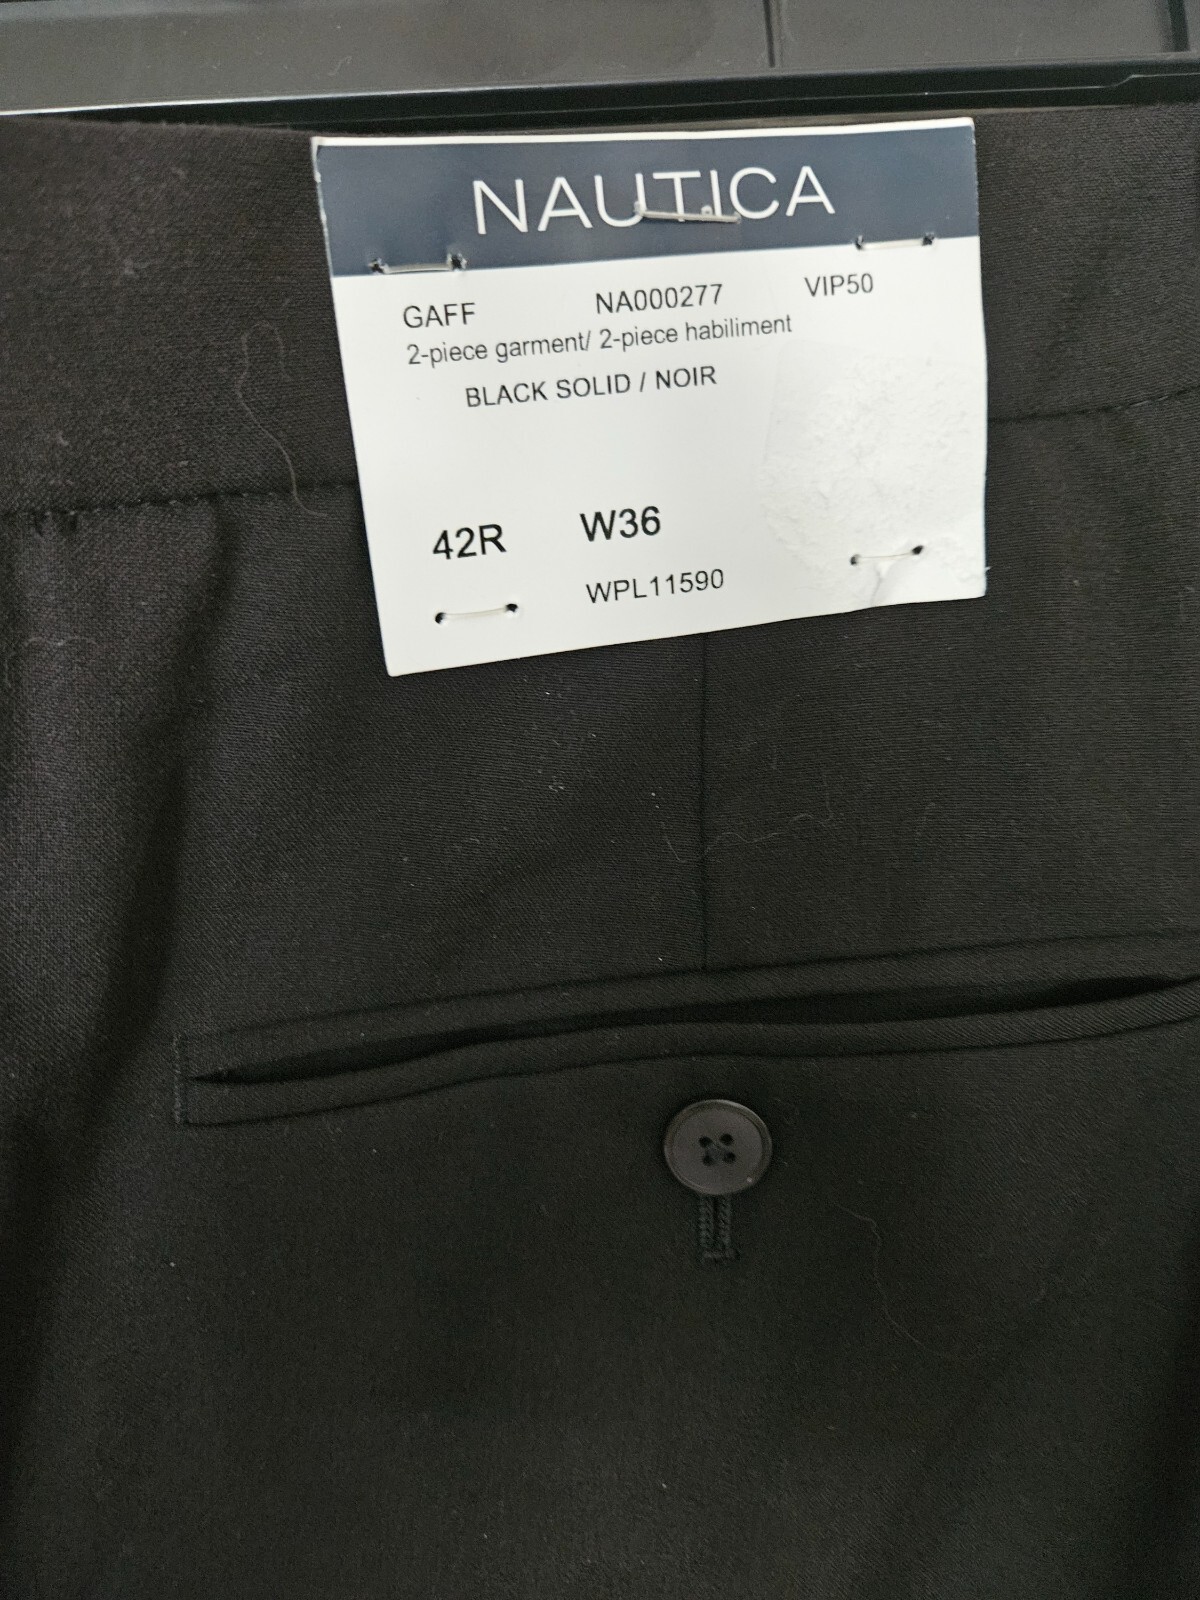 NAUTICA
GAFF NA000277 VIP50
2-piece garment/ 2-piece habiliment
BLACK SOLID / NOIR
42R W36
WPL11590